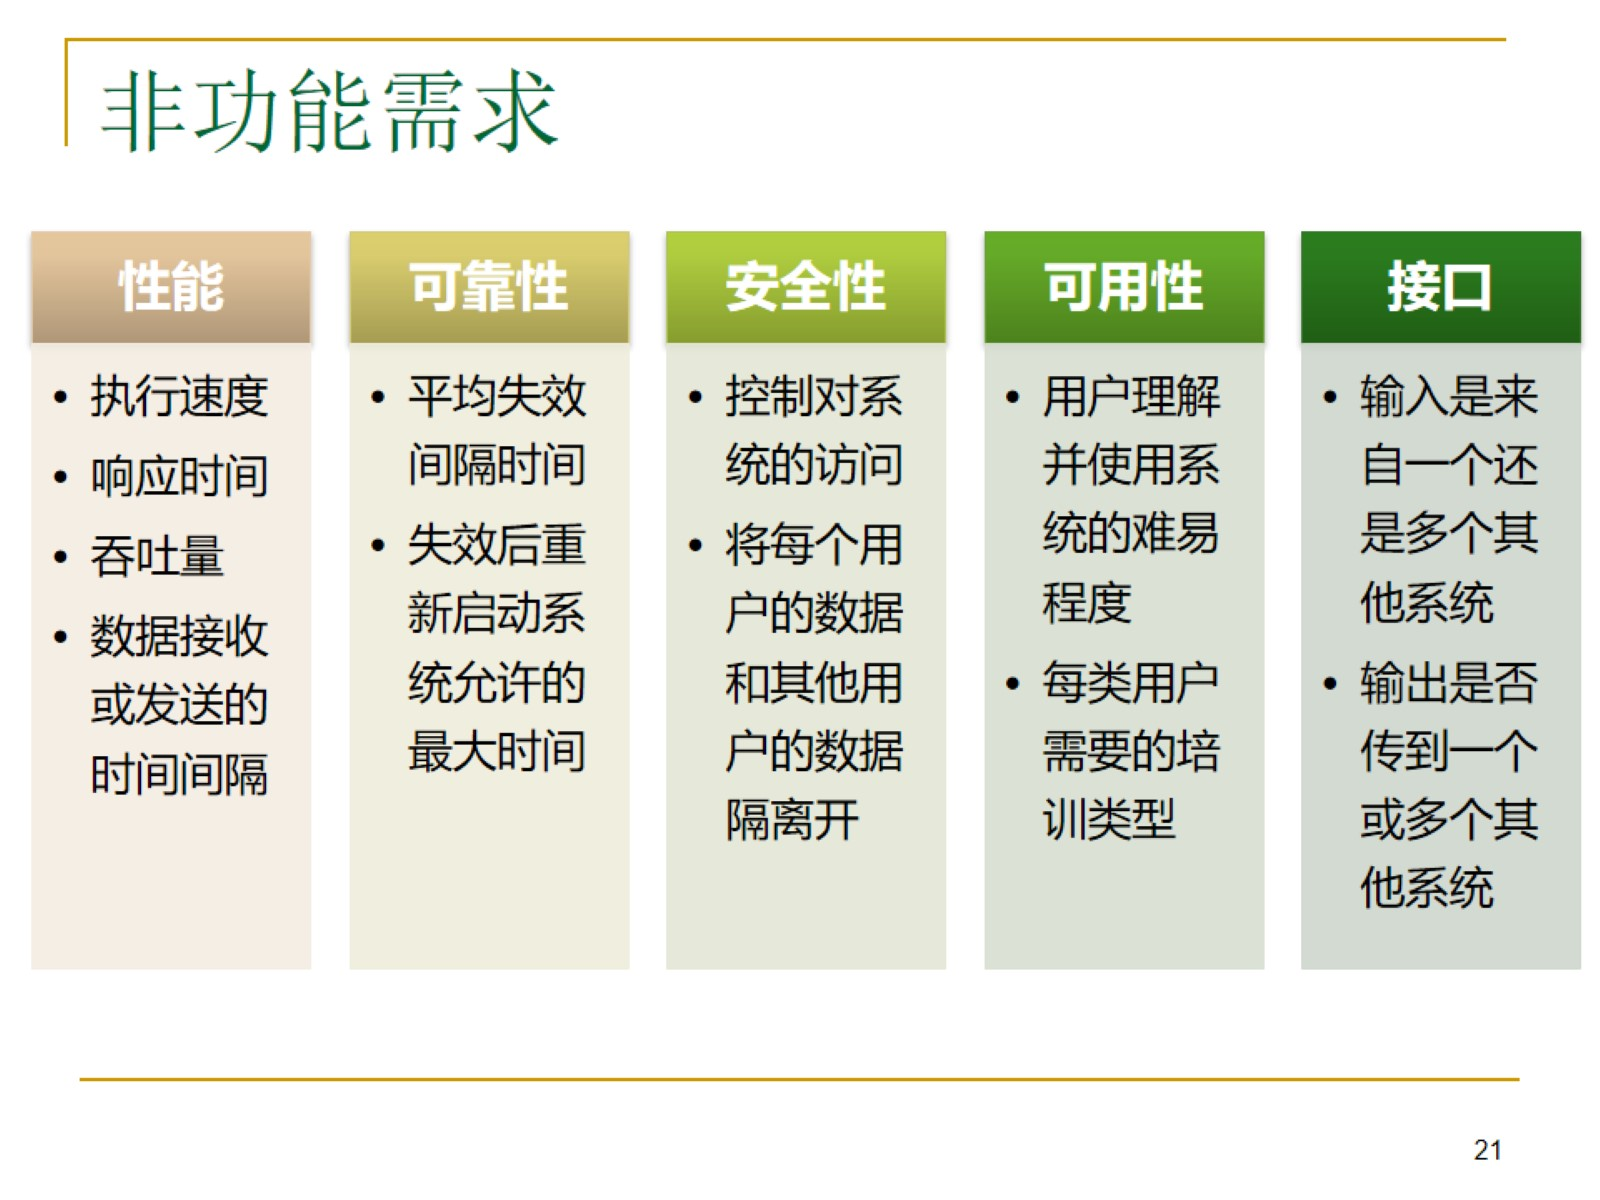 非功能需求
性能
• 执行速度
• 响应时间
• 吞吐量
• 数据接收
或发送的
时间间隔
可靠性
• 平均失效
间隔时间
• 失效后重
新启动系
统允许的
最大时间
安全性
• 控制对系
统的访问
• 将每个用
户的数据
和其他用
户的数据
隔离开
可用性
• 用户理解
并使用系
统的难易
程度
• 每类用户
需要的培
训类型
接口
• 输入是来
自一个还
是多个其
他系统
• 输出是否
传到一个
或多个其
他系统
21